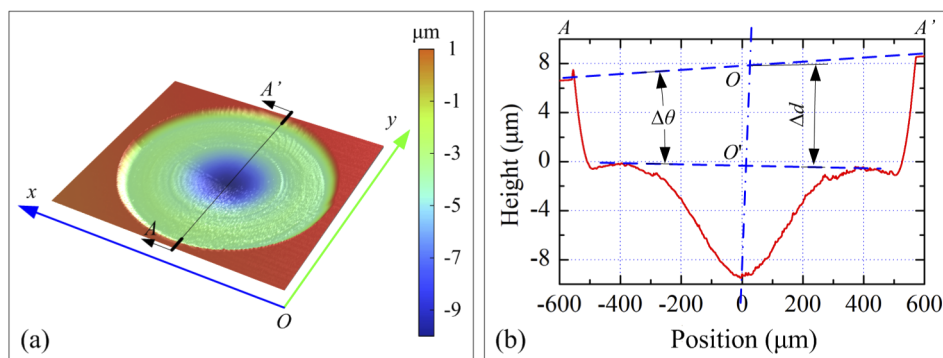 μm
1
-1
-3
-5
-7
-9
A'
y
x
A
O
(a)
A
A'
8
4
0
-4
-8
Height (μm)
O
Δθ
Δd
O'
-600 -400 -200 0 200 400 600
Position (μm)
(b)